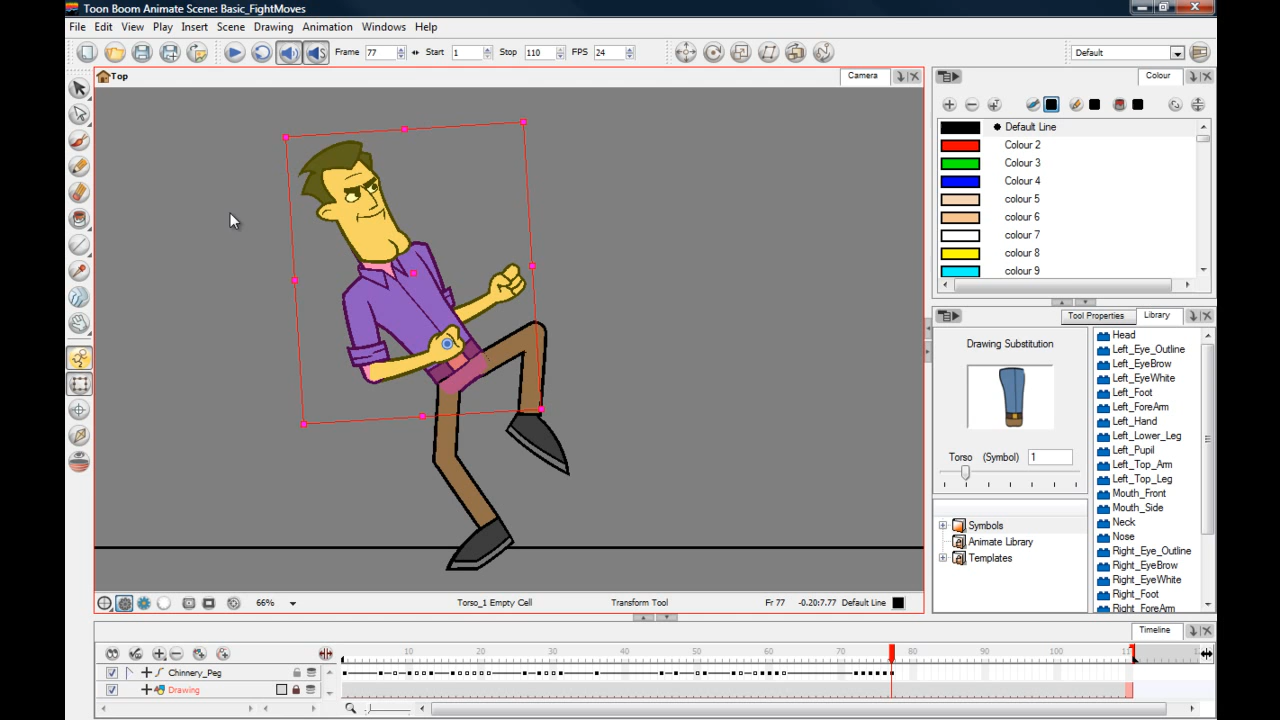 Toon Boom Animate Scene: Basic_FightMoves
File Edit View Play Insert Scene Drawing Animation Windows Help
Frame 77 Start 1 Stop 110 FPS 24 Default
Top Camera
Colour
Default Line
Colour 2
Colour 3
Colour 4
colour 5
colour 6
colour 7
colour 8
colour 9
Tool Properties Library
Drawing Substitution
Torso (Symbol) 1
Symbols
Animate Library
Templates
Head
Left_Eye_Outline
Left_EyeBrow
Left_EyeWhite
Left_Foot
Left_ForeArm
Left_Hand
Left_Lower_Leg
Left_Pupil
Left_Top_Arm
Left_Top_Leg
Mouth_Front
Mouth_Side
Neck
Nose
Right_Eye_Outline
Right_EyeBrow
Right_EyeWhite
Right_Foot
Right_ForeArm
66% Torso_1 Empty Cell Transform Tool Fr 77 -0.20:7.77 Default Line
Timeline
10 20 30 40 50 60 70 80 90 100
Chinnery_Peg
Drawing